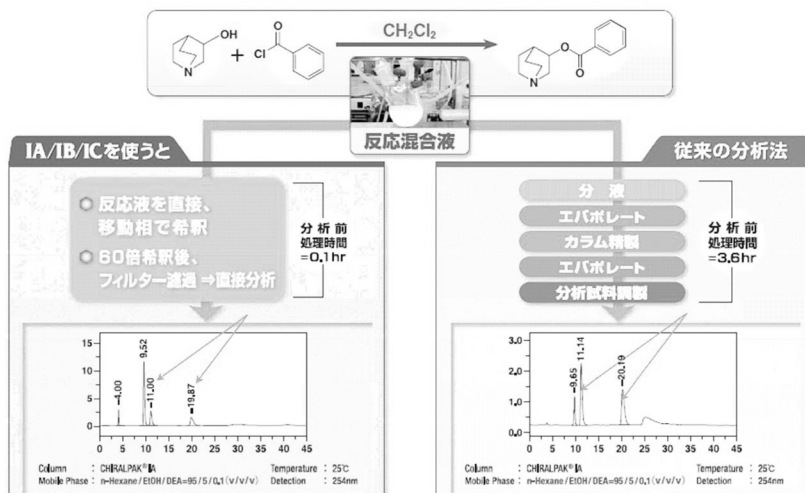 OH
N
+
O
Cl
CH2Cl2
N
O
O
反応混合液
IA/IB/ICを使うと
反応液を直接、
移動相で希釈
60倍希釈後、
フィルター濾過 ⇒直接分析
分析前
処理時間
=0.1hr
従来の分析法
分液
エバポレート
カラム精製
エバポレート
分析試料調製
分析前
処理時間
=3.6hr
15
10
5
0
4.00
9.52
11.00
19.87
0 5 10 15 20 25 30 35 40 45
Column : CHIRALPAK® IA Temperature : 25℃
Mobile Phase : n-Hexane/EtOH/DEA=95/5/0.1(v/v/v) Detection : 254nm
3.0
2.0
1.0
0.0
9.65
11.14
20.19
0 5 10 15 20 25 30 35 40 45
Column : CHIRALPAK® IA Temperature : 25℃
Mobile Phase : n-Hexane/EtOH/DEA=95/5/0.1(v/v/v) Detection : 254nm